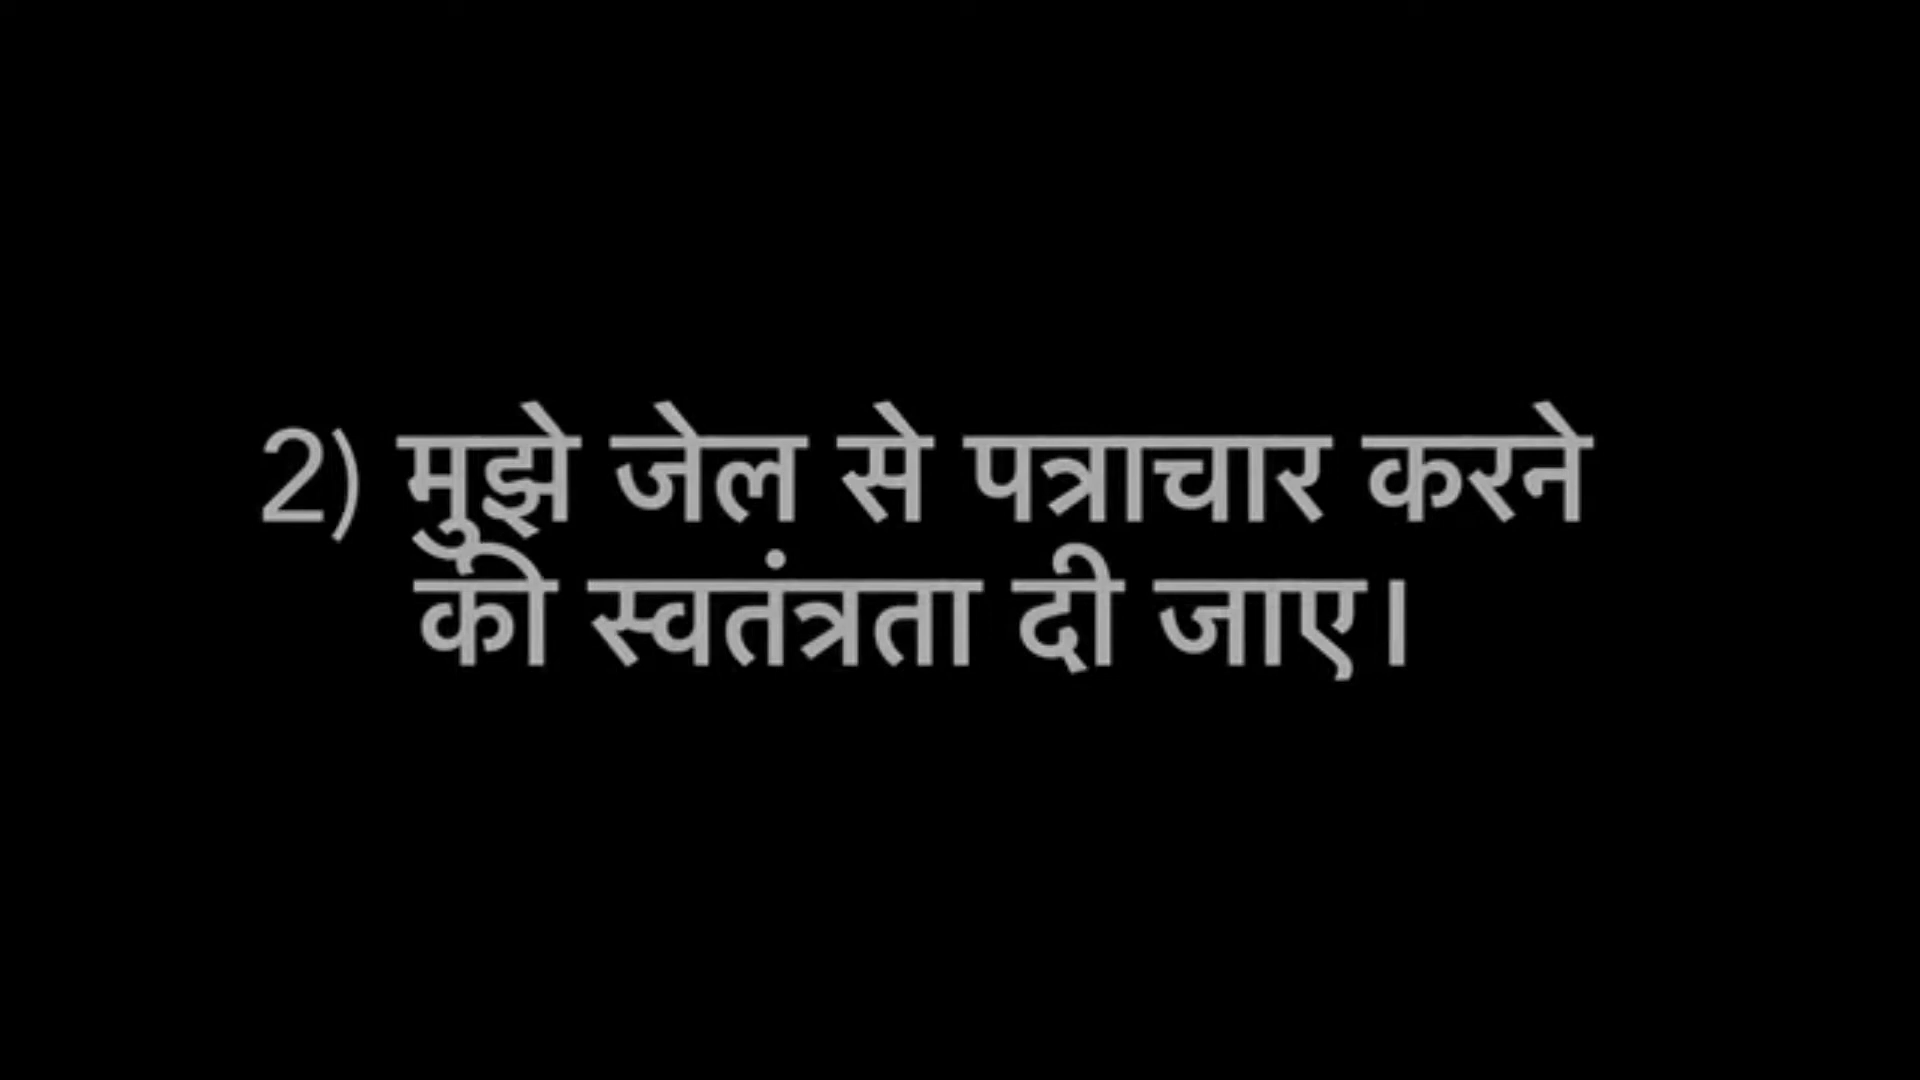 2) मुझे जेल से पत्राचार करने
की स्वतंत्रता दी जाए।